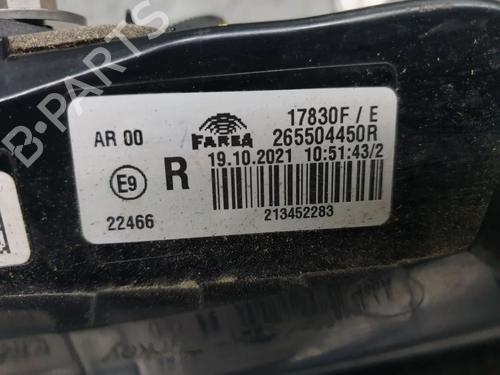 B-PARTS
17830F / E
AR 00
FAREA
265504450R
E9
R
19.10.2021 10:51:43/2
22466
213452283